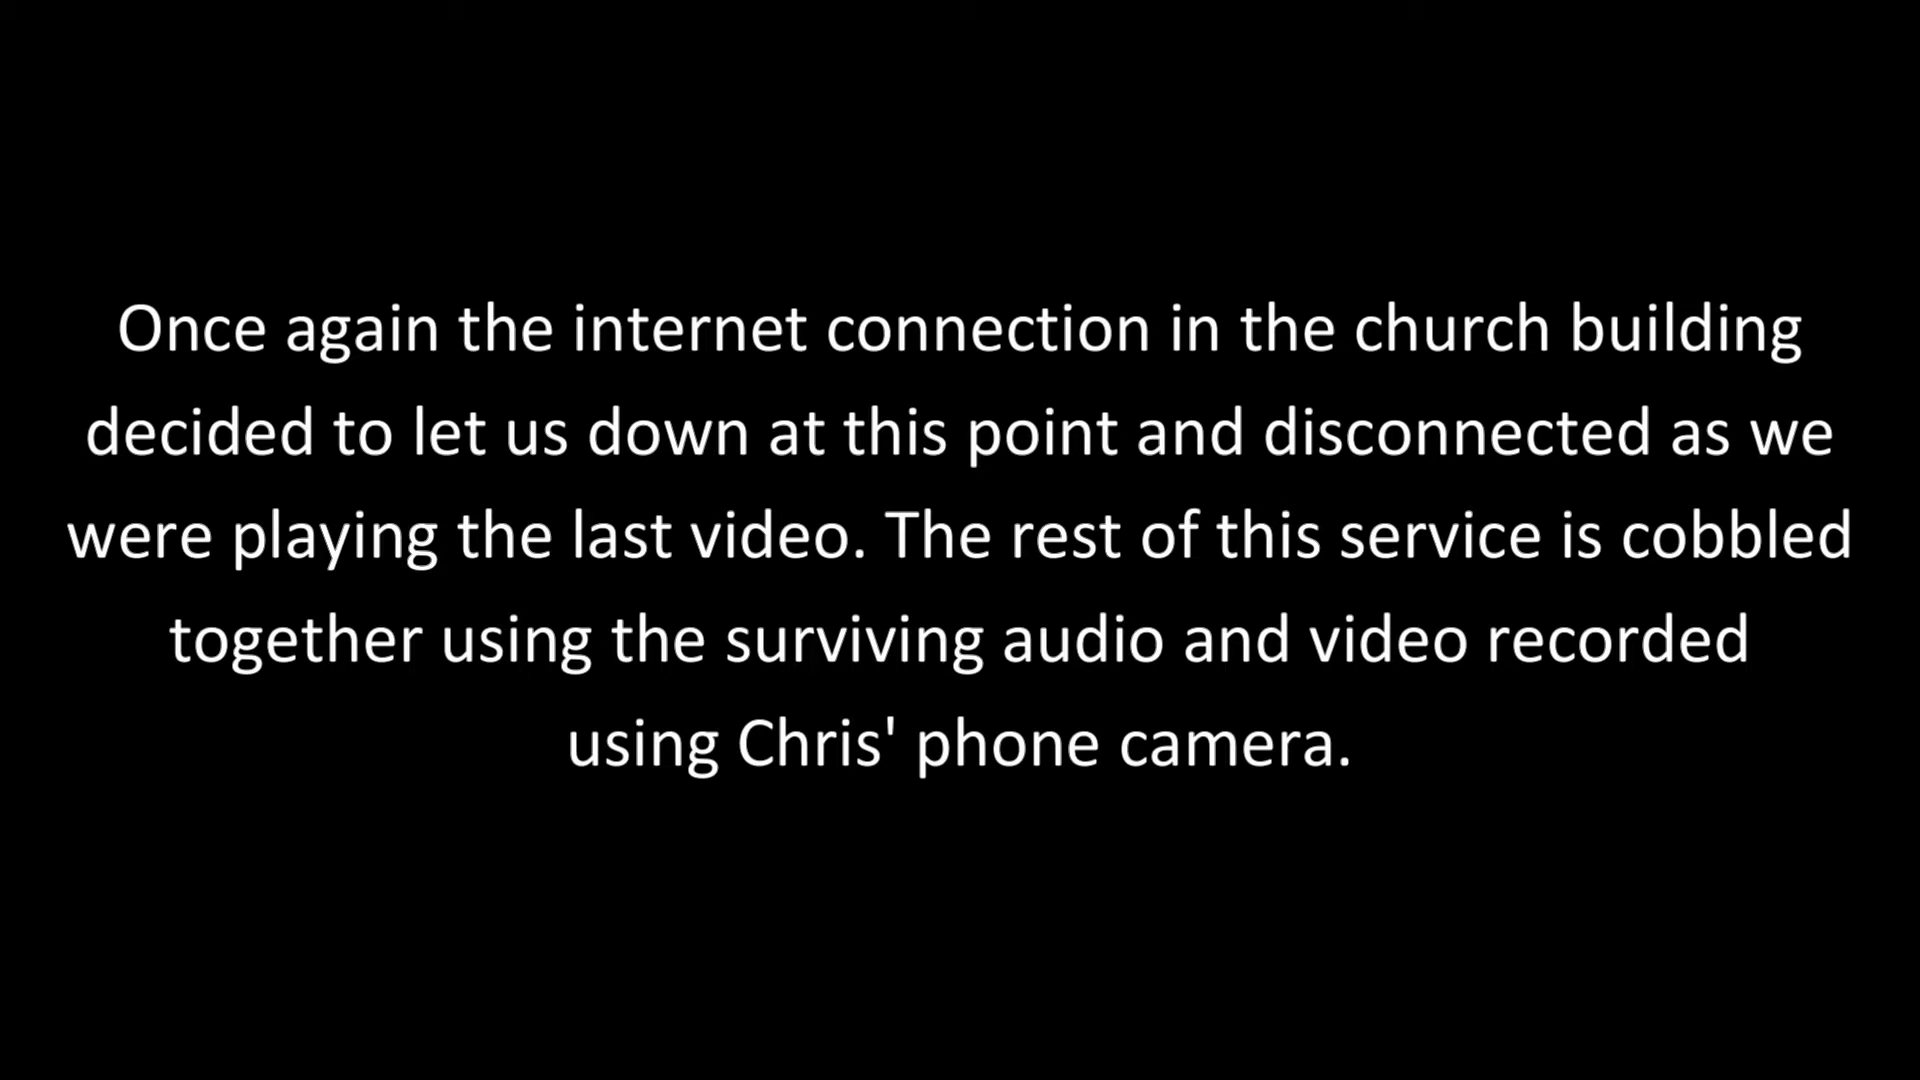 Once again the internet connection in the church building
decided to let us down at this point and disconnected as we
were playing the last video. The rest of this service is cobbled
together using the surviving audio and video recorded
using Chris' phone camera.